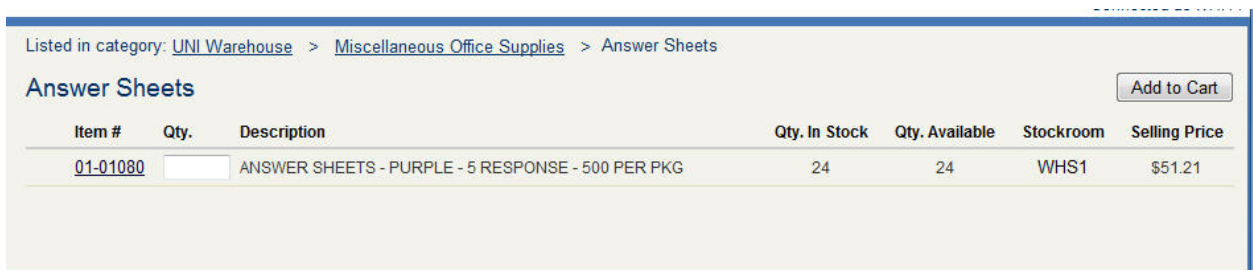 Listed in category: UNI Warehouse > Miscellaneous Office Supplies > Answer Sheets
Answer Sheets
Add to Cart
Item # Qty. Description Qty. In Stock Qty. Available Stockroom Selling Price
01-01080 ANSWER SHEETS - PURPLE - 5 RESPONSE - 500 PER PKG 24 24 WHS1 $51.21